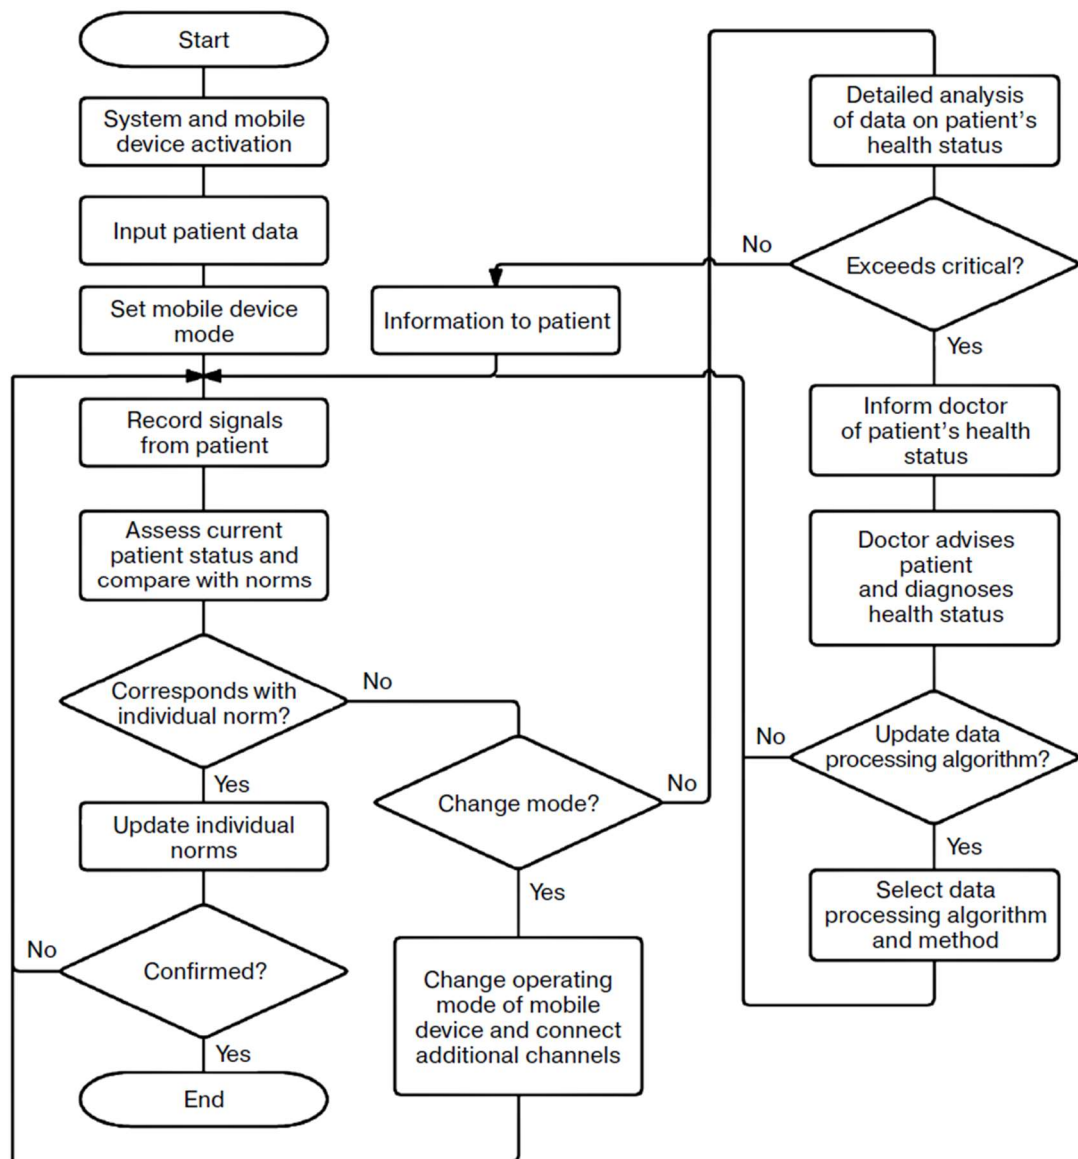 Start
System and mobile
device activation
Input patient data
Set mobile device
mode
Record signals
from patient
Assess current
patient status and
compare with norms
Corresponds with
individual norm?
No
Yes
Update individual
norms
No
Confirmed?
Yes
End
Information to patient
Change mode?
No
Yes
Change operating
mode of mobile
device and connect
additional channels
Detailed analysis
of data on patient’s
health status
No
Exceeds critical?
Yes
Inform doctor
of patient’s health
status
Doctor advises
patient
and diagnoses
health status
No
Update data
processing algorithm?
Yes
Select data
processing algorithm
and method